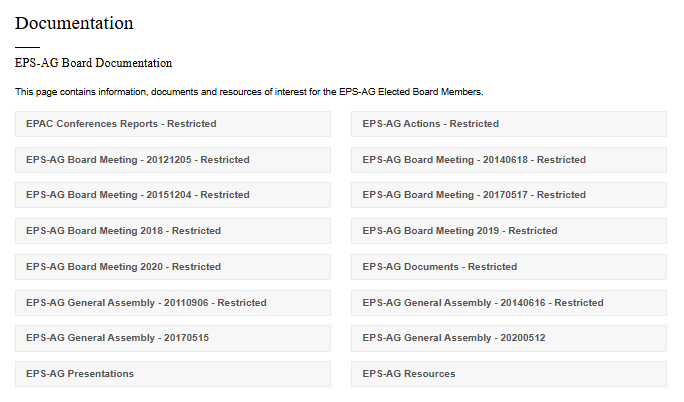 Documentation
EPS-AG Board Documentation
This page contains information, documents and resources of interest for the EPS-AG Elected Board Members.
EPAC Conferences Reports - Restricted
EPS-AG Actions - Restricted
EPS-AG Board Meeting - 20121205 - Restricted
EPS-AG Board Meeting - 20140618 - Restricted
EPS-AG Board Meeting - 20151204 - Restricted
EPS-AG Board Meeting - 20170517 - Restricted
EPS-AG Board Meeting 2018 - Restricted
EPS-AG Board Meeting 2019 - Restricted
EPS-AG Board Meeting 2020 - Restricted
EPS-AG Documents - Restricted
EPS-AG General Assembly - 20110906 - Restricted
EPS-AG General Assembly - 20140616 - Restricted
EPS-AG General Assembly - 20170515
EPS-AG General Assembly - 20200512
EPS-AG Presentations
EPS-AG Resources